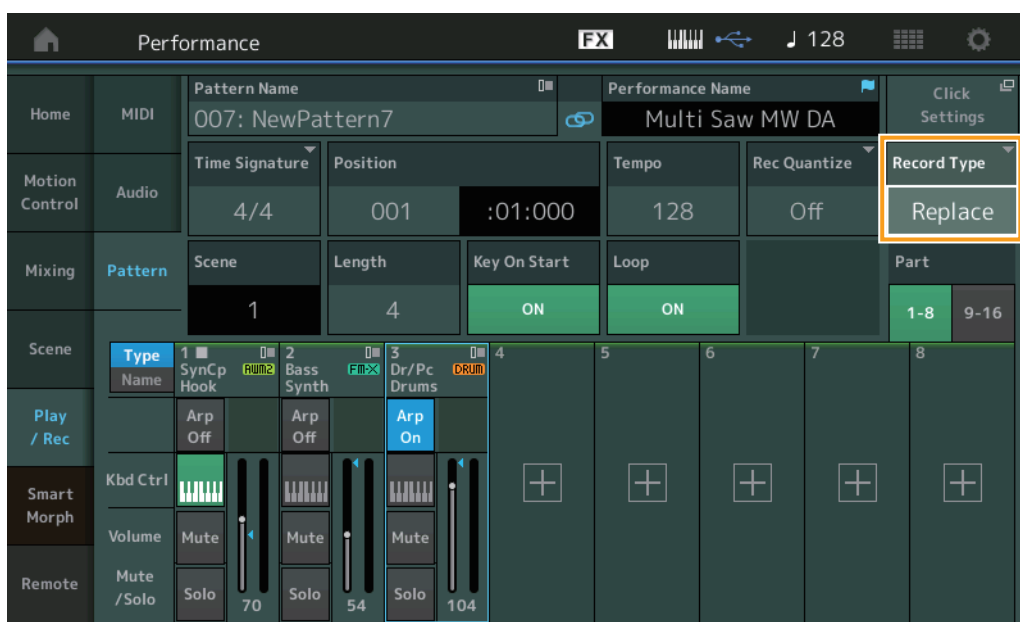 Performance FX 128
Home
Motion
Control
Mixing
Scene
Play
/ Rec
Smart
Morph
Remote
MIDI
Audio
Pattern
Pattern Name
007: NewPattern7
Performance Name
Multi Saw MW DA
Click
Settings
Time Signature
4/4
Position
001 :01:000
Tempo
128
Rec Quantize
Off
Record Type
Replace
Scene
1
Length
4
Key On Start
ON
Loop
ON
Part
1-8 9-16
Type
Name
1
SynCp AWM2
Hook
2
Bass FM-X
Synth
3
Dr/Pc DRUM
Drums
4 5 6 7 8
Arp
Off
Arp
Off
Arp
On
Kbd Ctrl
Volume
Mute Mute Mute
Mute
/Solo
Solo 70 Solo 54 Solo 104